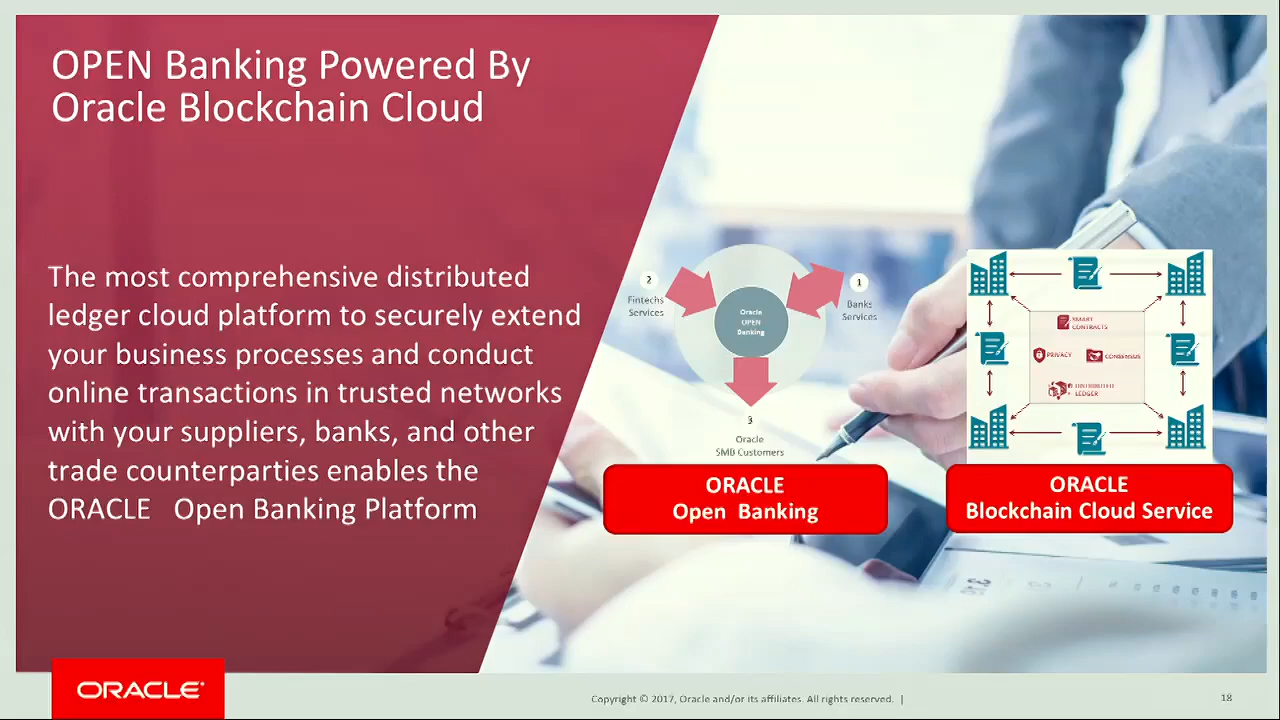 OPEN Banking Powered By
Oracle Blockchain Cloud
The most comprehensive distributed
ledger cloud platform to securely extend
your business processes and conduct
online transactions in trusted networks
with your suppliers, banks, and other
trade counterparties enables the
ORACLE Open Banking Platform
2
Fintechs
Services
Oracle
OPEN
Banking
1
Banks
Services
3
Oracle
SMB Customers
ORACLE
Open Banking
SMART
CONTRACTS
PRIVACY
CONSENSUS
DISTRIBUTED
LEDGER
ORACLE
Blockchain Cloud Service
ORACLE
Copyright © 2017, Oracle and/or its affiliates. All rights reserved. |
18